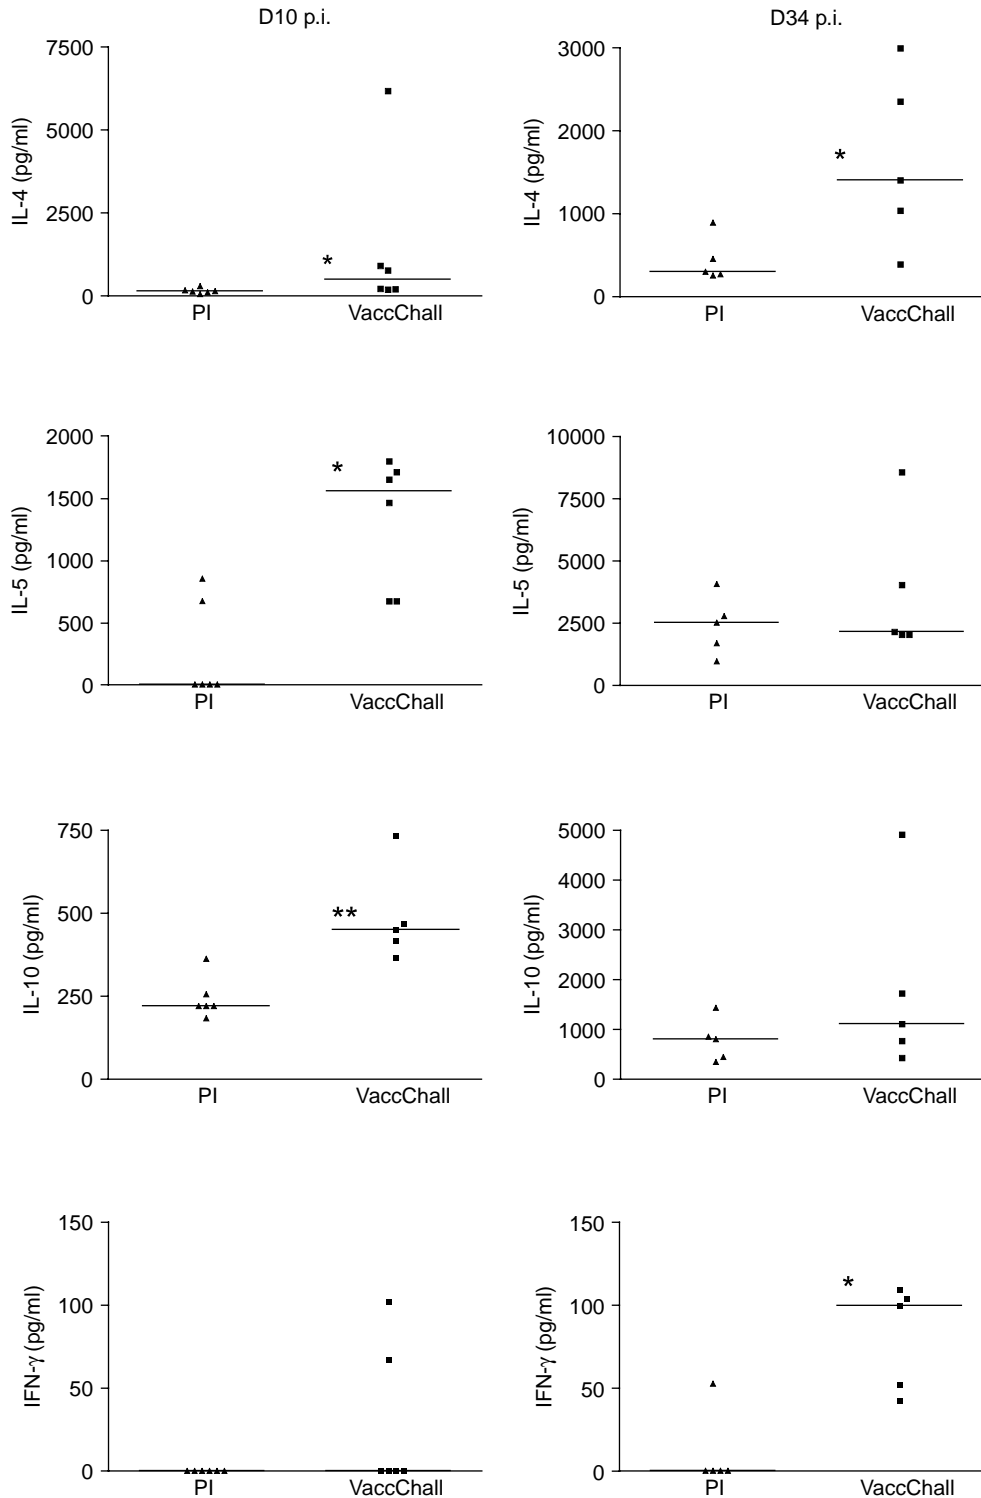 D10 p.i.
D34 p.i.
IL-4 (pg/ml)
7500
5000
2500
0
*
PI
VaccChall
IL-4 (pg/ml)
3000
2000
1000
0
*
PI
VaccChall
IL-5 (pg/ml)
2000
1500
1000
500
0
*
PI
VaccChall
IL-5 (pg/ml)
10000
7500
5000
2500
0
PI
VaccChall
IL-10 (pg/ml)
750
500
250
0
**
PI
VaccChall
IL-10 (pg/ml)
5000
4000
3000
2000
1000
0
PI
VaccChall
IFN-γ (pg/ml)
150
100
50
0
PI
VaccChall
IFN-γ (pg/ml)
150
100
50
0
*
PI
VaccChall